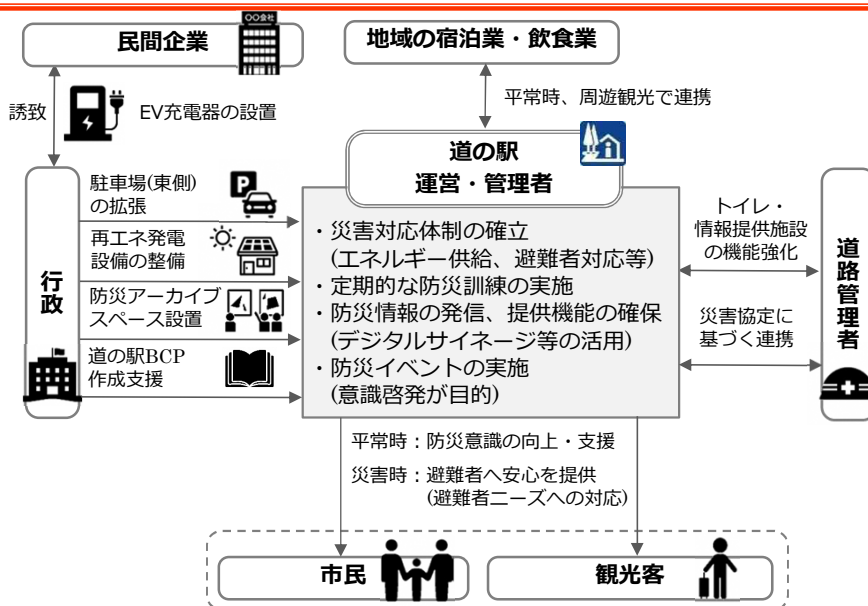 民間企業
〇〇会社
地域の宿泊業・飲食業
誘致
EV充電器の設置
平常時、周遊観光で連携
道の駅
運営・管理者
行政
駐車場(東側)
の拡張
再エネ発電
設備の整備
防災アーカイブ
スペース設置
道の駅BCP
作成支援
・災害対応体制の確立
(エネルギー供給、避難者対応等)
・定期的な防災訓練の実施
・防災情報の発信、提供機能の確保
(デジタルサイネージ等の活用)
・防災イベントの実施
(意識啓発が目的)
トイレ・
情報提供施設
の機能強化
災害協定に
基づく連携
道路管理者
平常時：防災意識の向上・支援
災害時：避難者へ安心を提供
(避難者ニーズへの対応)
市民
観光客